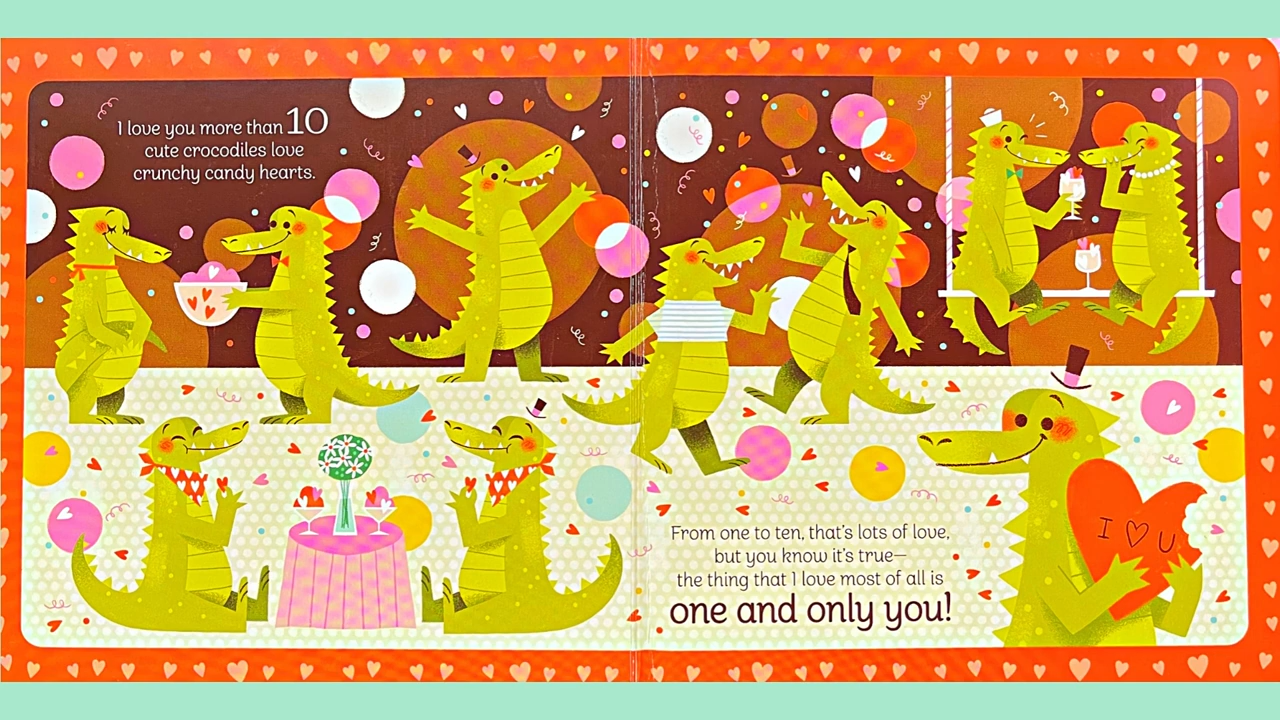 I love you more than 10
cute crocodiles love
crunchy candy hearts.
From one to ten, that's lots of love,
but you know it's true—
the thing that I love most of all is
one and only you!
I ♡ U